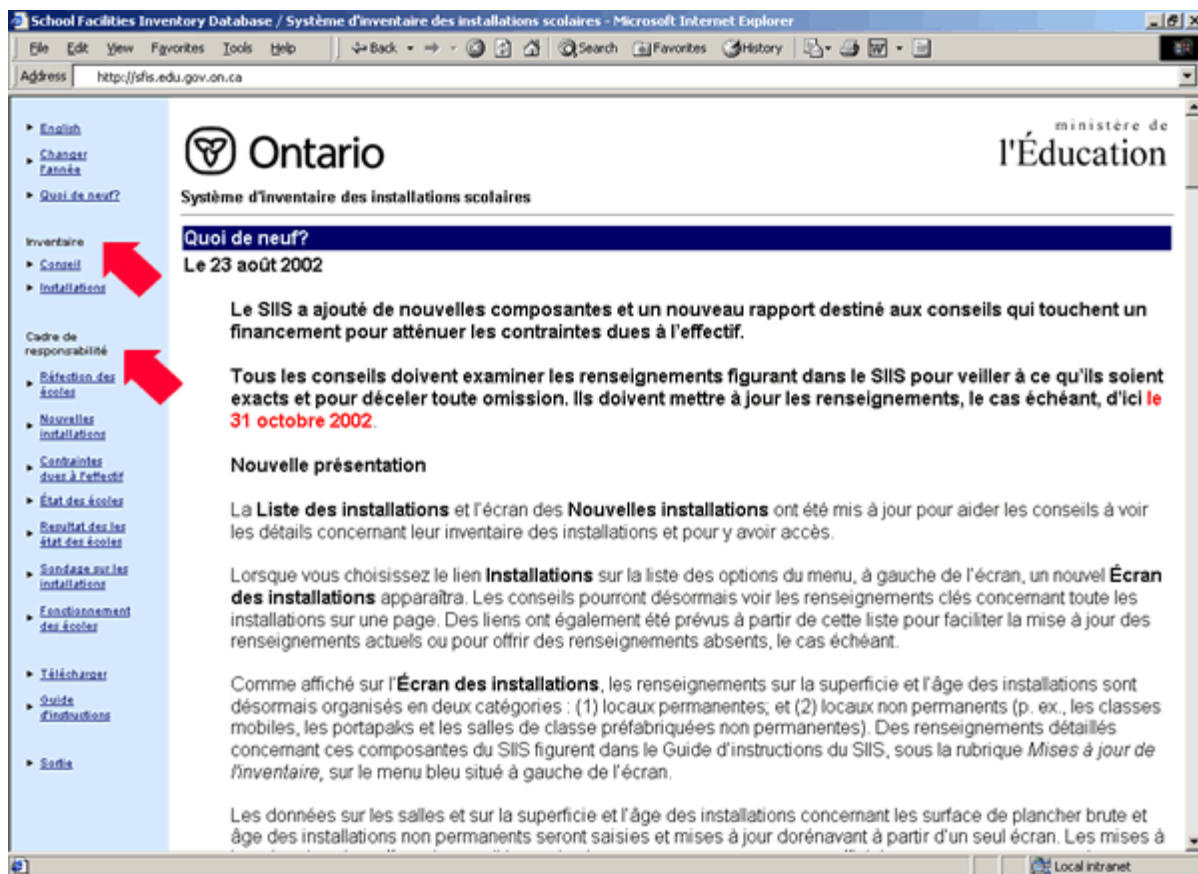 School Facilities Inventory Database / Système d'inventaire des installations scolaires - Microsoft Internet Explorer
File Edit View Favorites Tools Help Back Search Favorites History
Address http://sfis.edu.gov.on.ca
English
Changer
l'année
Quoi de neuf?
Inventaire
Conseil
Installations
Cadre de
responsabilité
Réfection des
écoles
Nouvelles
installations
Contraintes
dues à l'effectif
État des écoles
Resultat des les
état des écoles
Sondage sur les
installations
Fonctionnement
des écoles
Télécharger
Guide
d'instructions
Sortie
Ontario
ministère de
l'Éducation
Système d'inventaire des installations scolaires
Quoi de neuf?
Le 23 août 2002
Le SIIS a ajouté de nouvelles composantes et un nouveau rapport destiné aux conseils qui touchent un
financement pour atténuer les contraintes dues à l'effectif.
Tous les conseils doivent examiner les renseignements figurant dans le SIIS pour veiller à ce qu'ils soient
exacts et pour déceler toute omission. Ils doivent mettre à jour les renseignements, le cas échéant, d'ici le
31 octobre 2002.
Nouvelle présentation
La Liste des installations et l'écran des Nouvelles installations ont été mis à jour pour aider les conseils à voir
les détails concernant leur inventaire des installations et pour y avoir accès.
Lorsque vous choisissez le lien Installations sur la liste des options du menu, à gauche de l'écran, un nouvel Écran
des installations apparaîtra. Les conseils pourront désormais voir les renseignements clés concernant toute les
installations sur une page. Des liens ont également été prévus à partir de cette liste pour faciliter la mise à jour des
renseignements actuels ou pour offrir des renseignements absents, le cas échéant.
Comme affiché sur l'Écran des installations, les renseignements sur la superficie et l'âge des installations sont
désormais organisés en deux catégories : (1) locaux permanentes; et (2) locaux non permanents (p. ex., les classes
mobiles, les portapaks et les salles de classe préfabriquées non permanentes). Des renseignements détaillés
concernant ces composantes du SIIS figurent dans le Guide d'instructions du SIIS, sous la rubrique Mises à jour de
l'inventaire, sur le menu bleu situé à gauche de l'écran.
Les données sur les salles et sur la superficie et l'âge des installations concernant les surface de plancher brute et
âge des installations non permanents seront saisies et mises à jour dorénavant à partir d'un seul écran. Les mises à
Local intranet